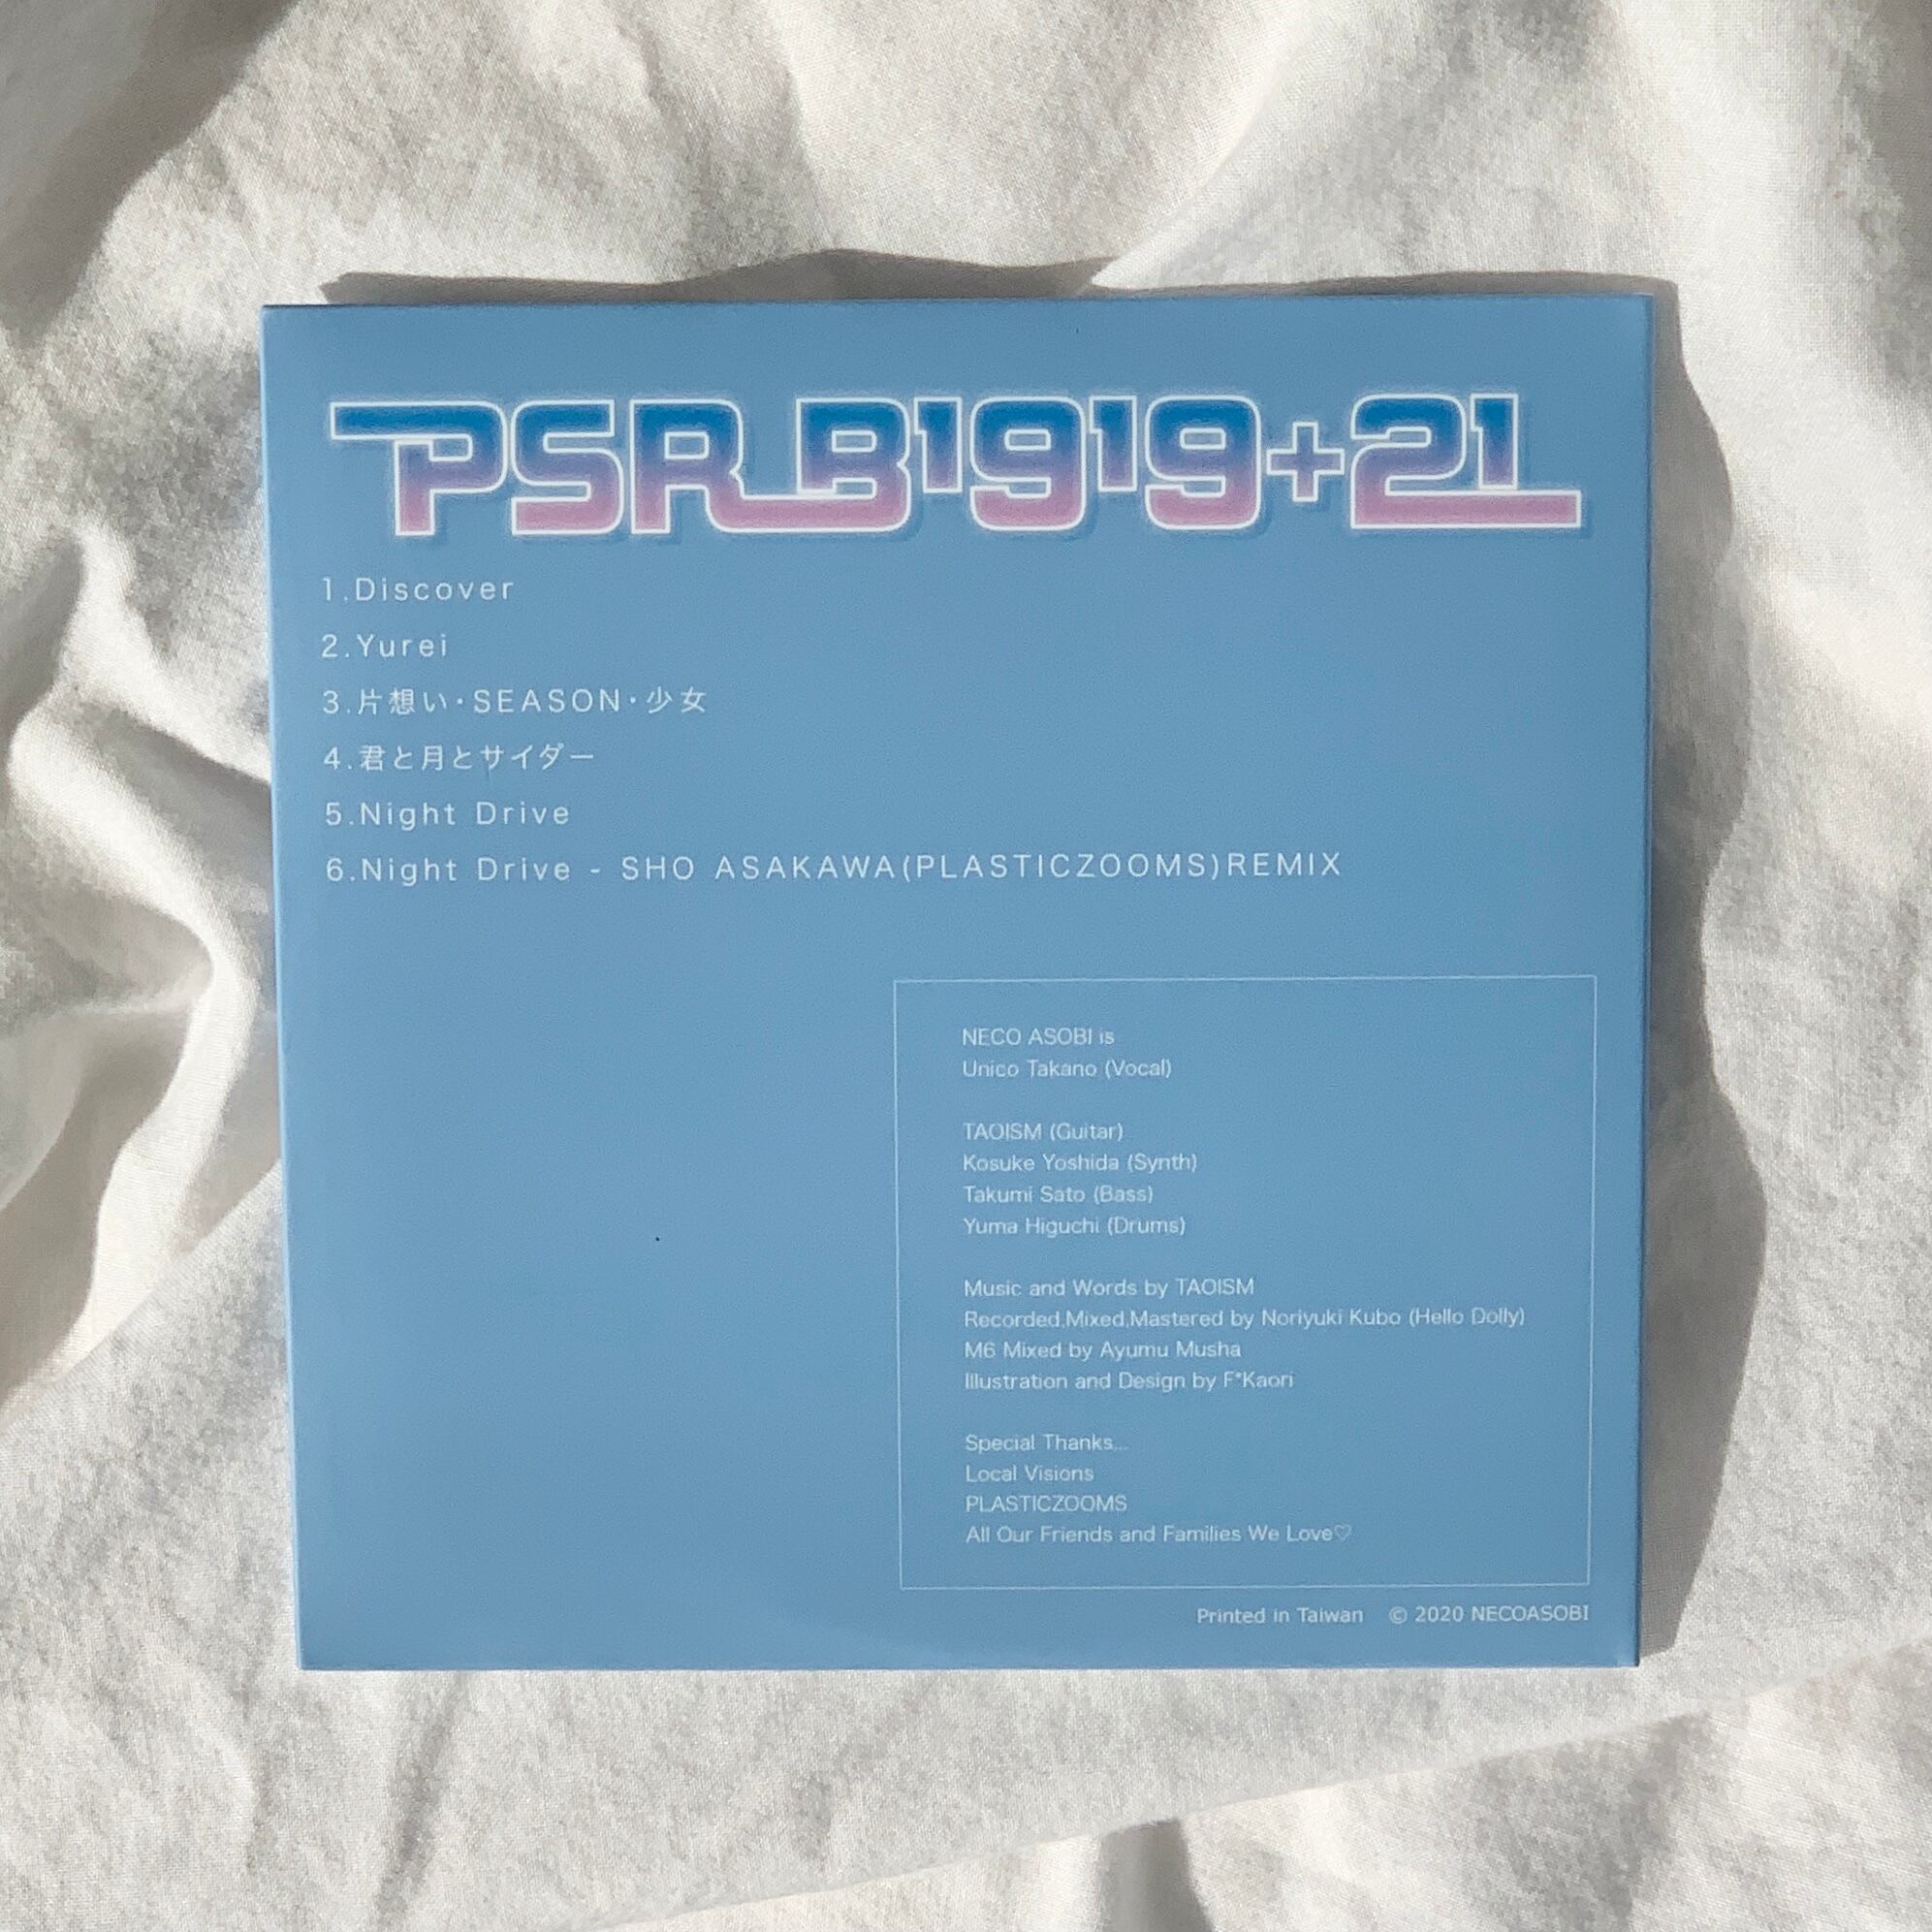 PSR B1919+21
1.Discover
2.Yurei
3.片想い・SEASON・少女
4.君と月とサイダー
5.Night Drive
6.Night Drive - SHO ASAKAWA(PLASTICZOOMS)REMIX
NECO ASOBI is
Unico Takano (Vocal)
TAOISM (Guitar)
Kosuke Yoshida (Synth)
Takumi Sato (Bass)
Yuma Higuchi (Drums)
Music and Words by TAOISM
Recorded,Mixed,Mastered by Noriyuki Kubo (Hello Dolly)
M6 Mixed by Ayumu Musha
Illustration and Design by F*Kaori
Special Thanks...
Local Visions
PLASTICZOOMS
All Our Friends and Families We Love♡
Printed in Taiwan © 2020 NECOASOBI